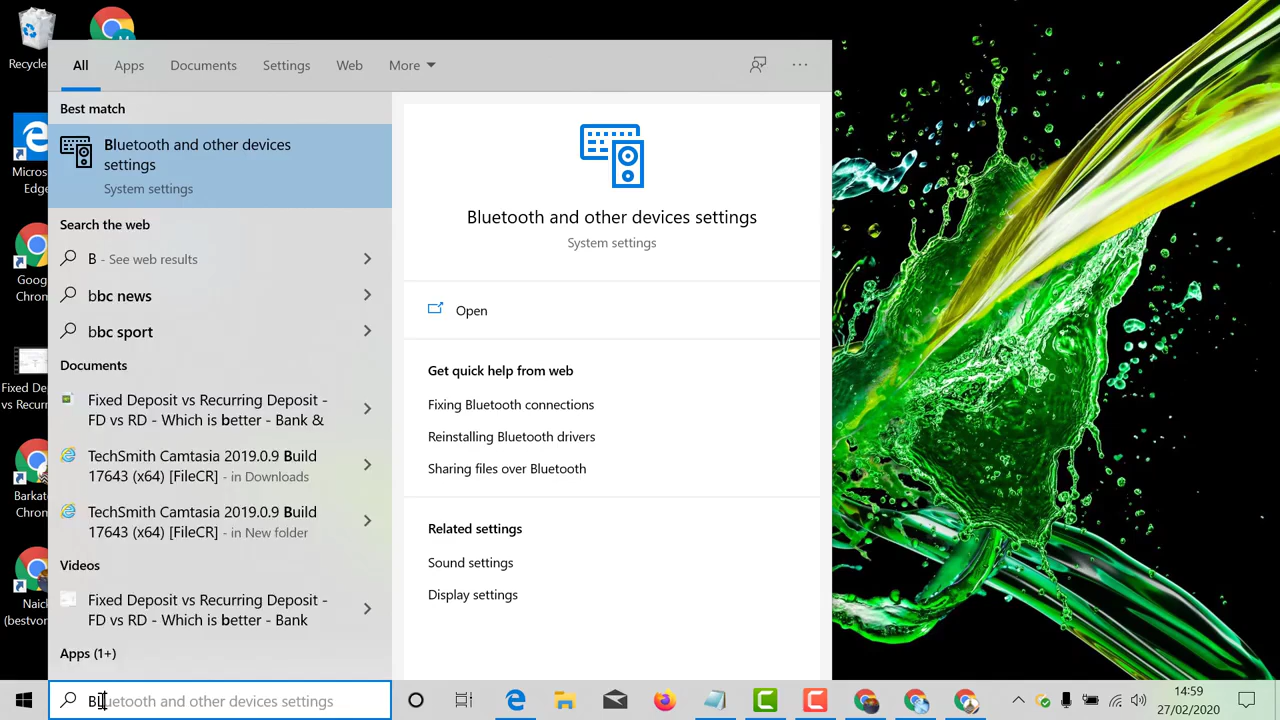 Recycle
Micros
Edge
Goog
Chrom
Fixed De
vs Recurr
Barkat
Chrom
Naick
(bestvor
All Apps Documents Settings Web More
Best match
Bluetooth and other devices
settings
System settings
Search the web
B - See web results
bbc news
bbc sport
Documents
Fixed Deposit vs Recurring Deposit -
FD vs RD - Which is better - Bank &
TechSmith Camtasia 2019.0.9 Build
17643 (x64) [FileCR] - in Downloads
TechSmith Camtasia 2019.0.9 Build
17643 (x64) [FileCR] - in New folder
Videos
Fixed Deposit vs Recurring Deposit -
FD vs RD - Which is better - Bank
Apps (1+)
Bluetooth and other devices settings
Bluetooth and other devices settings
System settings
Open
Get quick help from web
Fixing Bluetooth connections
Reinstalling Bluetooth drivers
Sharing files over Bluetooth
Related settings
Sound settings
Display settings
14:59
27/02/2020